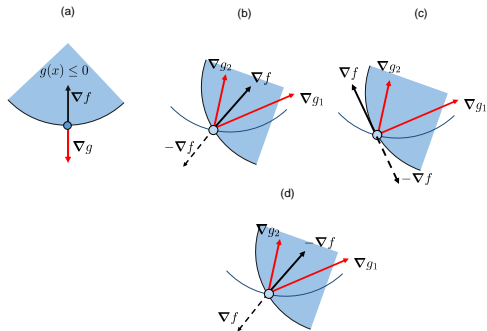 (a)
g(x) ≤ 0
∇f
∇g
(b)
∇g₂
∇f
∇g₁
−∇f
(c)
∇f
∇g₂
∇g₁
−∇f
(d)
∇g₂
−∇f
∇g₁
∇f